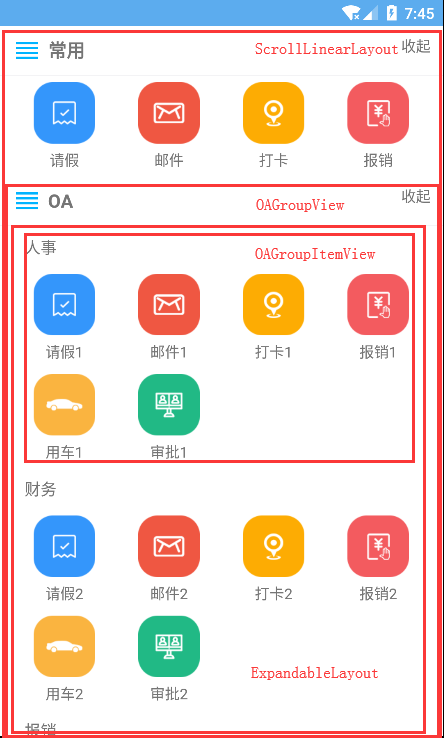 7:45
常用 ScrollLinearLayout 收起
请假 邮件 打卡 报销
OA OAGroupView 收起
人事 OAGroupItemView
请假1 邮件1 打卡1 报销1
用车1 审批1
财务
请假2 邮件2 打卡2 报销2
用车2 审批2
ExpandableLayout
报销